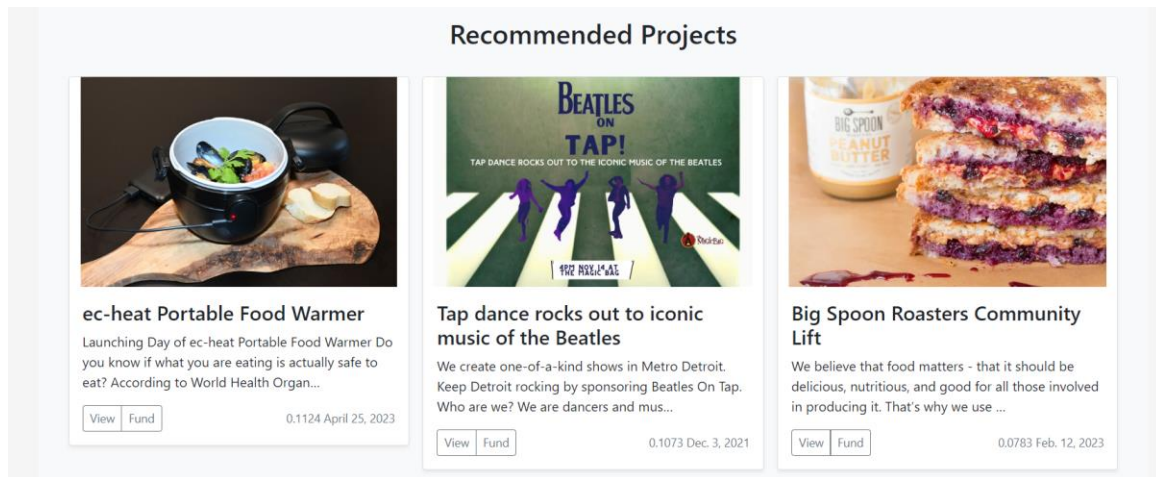 Recommended Projects
BEATLES
ON
TAP!
TAP DANCE ROCKS OUT TO THE ICONIC MUSIC OF THE BEATLES
4PM NOV 14 AT
THE MAGIC BAG
BIG SPOON
PEANUT
BUTTER
ec-heat Portable Food Warmer
Launching Day of ec-heat Portable Food Warmer Do
you know if what you are eating is actually safe to
eat? According to World Health Organ...
View Fund 0.1124 April 25, 2023
Tap dance rocks out to iconic
music of the Beatles
We create one-of-a-kind shows in Metro Detroit.
Keep Detroit rocking by sponsoring Beatles On Tap.
Who are we? We are dancers and mus...
View Fund 0.1073 Dec. 3, 2021
Big Spoon Roasters Community
Lift
We believe that food matters - that it should be
delicious, nutritious, and good for all those involved
in producing it. That's why we use ...
View Fund 0.0783 Feb. 12, 2023